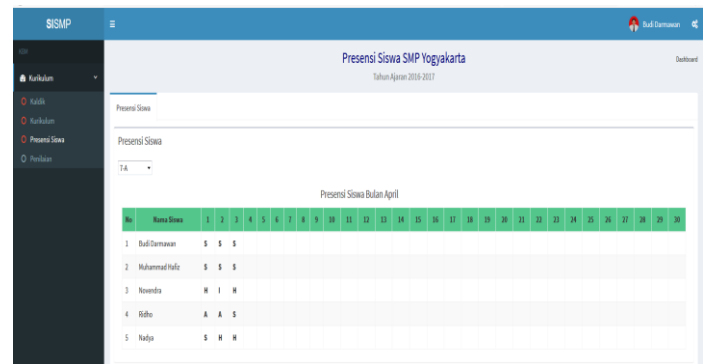 SISMP
Budi Darmawan
Presensi Siswa SMP Yogyakarta
Dashboard
Tahun Ajaran 2016-2017
Kurikulum
Kaldik
Kurikulum
Presensi Siswa
Penilaian
Presensi Siswa
Presensi Siswa
7-A
Presensi Siswa Bulan April
No Nama Siswa 1 2 3 4 5 6 7 8 9 10 11 12 13 14 15 16 17 18 19 20 21 22 23 24 25 26 27 28 29 30
1 Budi Darmawan S S S
2 Muhammad Hafiz S S S
3 Novendra H I H
4 Ridho A A S
5 Nadya S H H